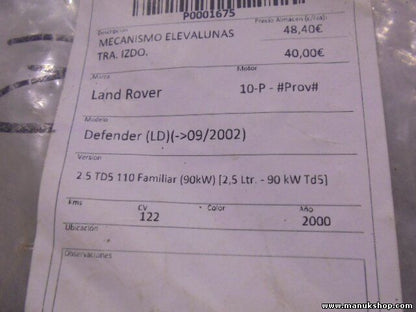 P0001675
Descripción Precio Almacen (c/iva):
MECANISMO ELEVALUNAS 48,40€
TRA. IZDO. 40,00€
Marca Motor
Land Rover 10-P - #Prov#
Modelo
Defender (LD)(->09/2002)
Version
2.5 TD5 110 Familiar (90kW) [2,5 Ltr. - 90 kW Td5]
Kms CV Color Año
122 2000
Ubicación
Observaciones
www.manukshop.com